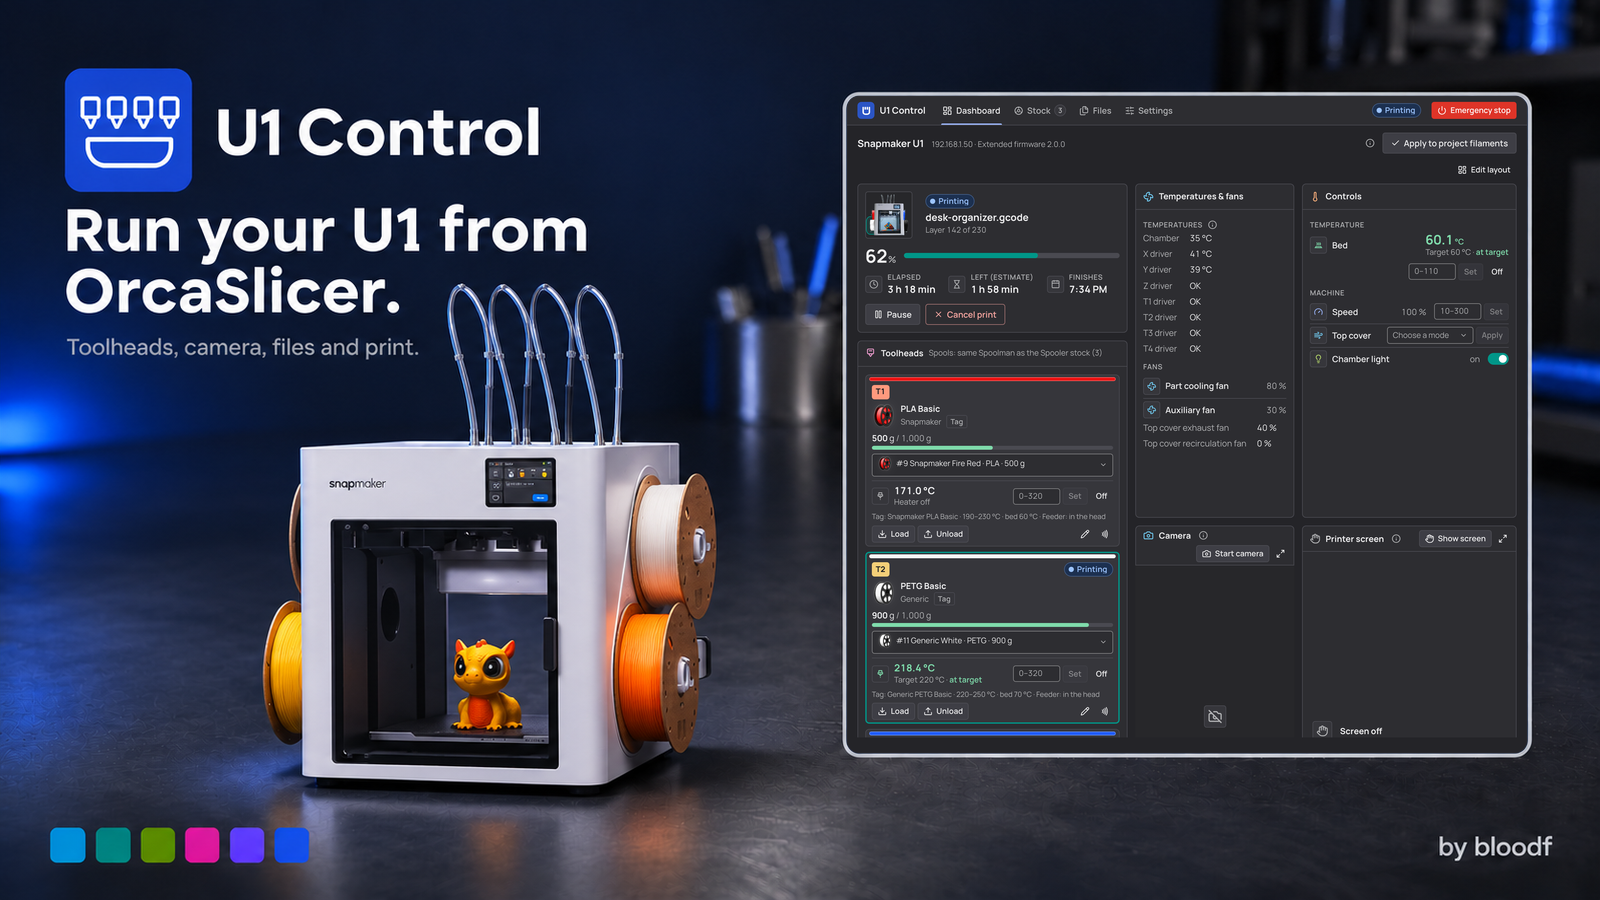 U1 Control
Run your U1 from
OrcaSlicer.
Toolheads, camera, files and print.
snapmaker
U1 Control
Dashboard
Stock 3
Files
Settings
Printing
Emergency stop
Snapmaker U1 192.168.1.50 · Extended firmware 2.0.0
Apply to project filaments
Edit layout
Printing
desk-organizer.gcode
Layer 142 of 230
62%
ELAPSED
3 h 18 min
LEFT (ESTIMATE)
1 h 58 min
FINISHES
7:34 PM
Pause
Cancel print
Toolheads Spools: same Spoolman as the Spooler stock (3)
T1
PLA Basic
Snapmaker Tag
500 g / 1,000 g
#9 Snapmaker Fire Red · PLA · 500 g
171.0 °C
Heater off
0–320 Set Off
Tag: Snapmaker PLA Basic · 190–230 °C · bed 60 °C · Feeder: in the head
Load
Unload
T2
Printing
PETG Basic
Generic Tag
900 g / 1,000 g
#11 Generic White · PETG · 900 g
218.4 °C
Target 220 °C · at target
0–320 Set Off
Tag: Generic PETG Basic · 220–250 °C · bed 70 °C · Feeder: in the head
Load
Unload
Temperatures & fans
TEMPERATURES
Chamber 35 °C
X driver 41 °C
Y driver 39 °C
Z driver OK
T1 driver OK
T2 driver OK
T3 driver OK
T4 driver OK
FANS
Part cooling fan 80 %
Auxiliary fan 30 %
Top cover exhaust fan 40 %
Top cover recirculation fan 0 %
Controls
TEMPERATURE
Bed
60.1 °C
Target 60 °C · at target
0–110 Set Off
MACHINE
Speed 100 % 10–300 Set
Top cover Choose a mode Apply
Chamber light on
Camera
Start camera
Printer screen
Show screen
Screen off
by bloodf